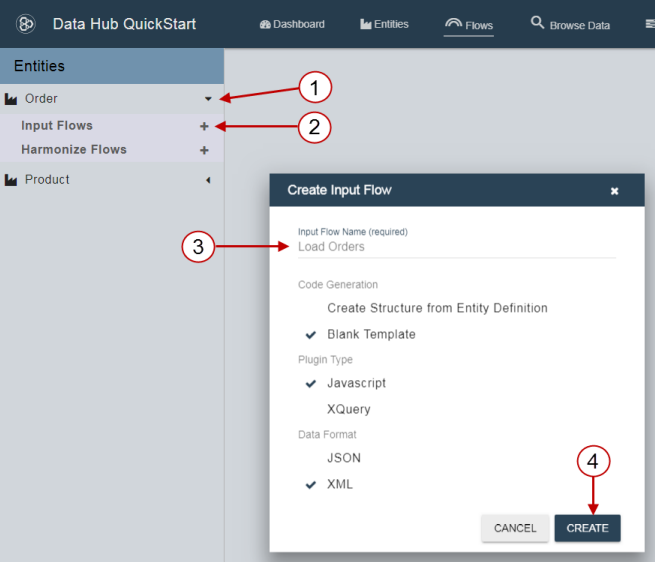 Data Hub QuickStart
Dashboard Entities Flows Browse Data
Entities
Order
1
Input Flows +
2
Harmonize Flows +
Product
Create Input Flow
Input Flow Name (required)
3
Load Orders
Code Generation
Create Structure from Entity Definition
Blank Template
Plugin Type
Javascript
XQuery
Data Format
JSON
4
XML
CANCEL CREATE